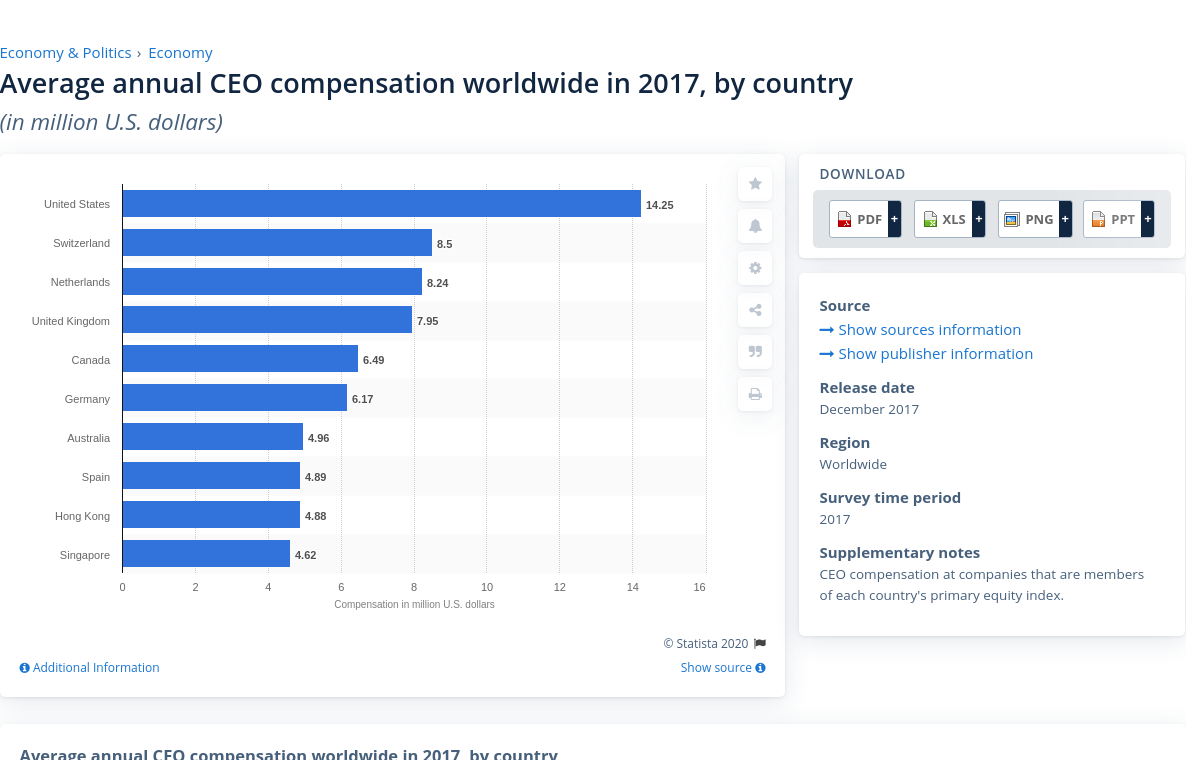 Economy & Politics › Economy
Average annual CEO compensation worldwide in 2017, by country
(in million U.S. dollars)
United States 14.25
Switzerland 8.5
Netherlands 8.24
United Kingdom 7.95
Canada 6.49
Germany 6.17
Australia 4.96
Spain 4.89
Hong Kong 4.88
Singapore 4.62
0 2 4 6 8 10 12 14 16
Compensation in million U.S. dollars
© Statista 2020
Additional Information
Show source
DOWNLOAD
PDF + XLS + PNG + PPT +
Source
Show sources information
Show publisher information
Release date
December 2017
Region
Worldwide
Survey time period
2017
Supplementary notes
CEO compensation at companies that are members
of each country's primary equity index.
Average annual CEO compensation worldwide in 2017, by country